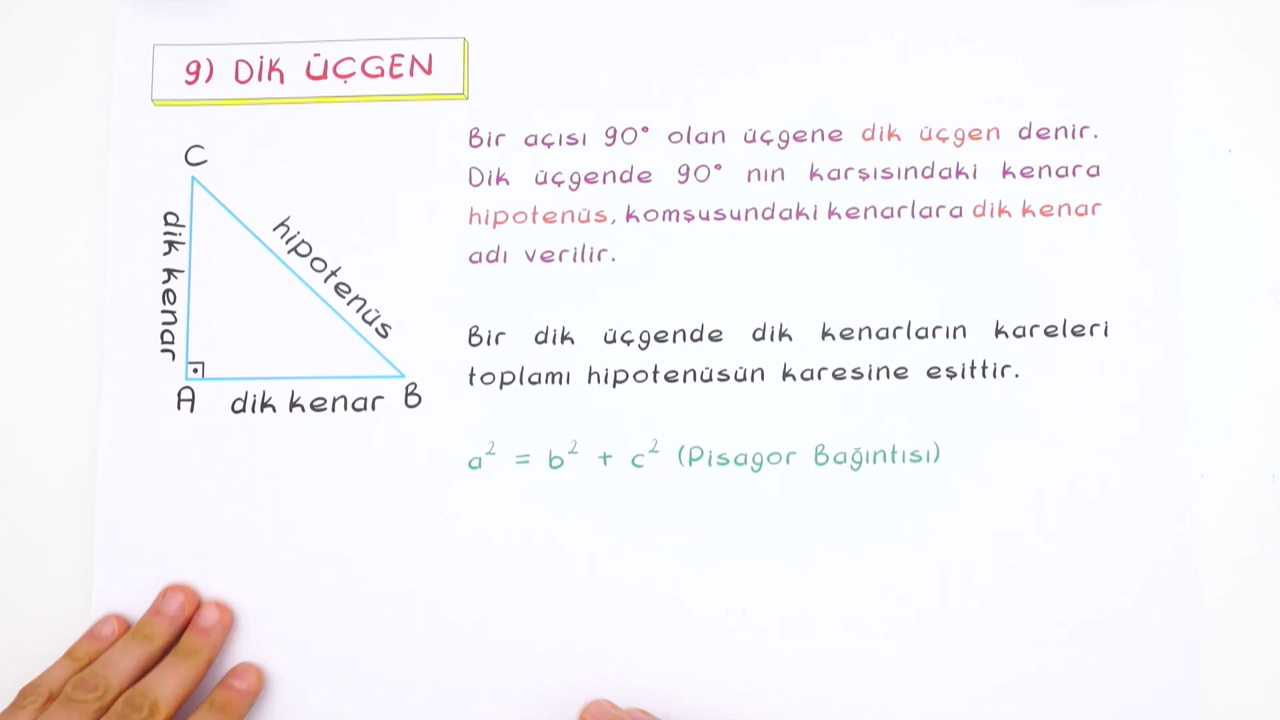 g) DİK ÜÇGEN
C
dik kenar
hipotenüs
A
dik kenar
B
Bir açısı 90° olan üçgene dik üçgen denir.
Dik üçgende 90° nın karşısındaki kenara
hipotenüs, komşusundaki kenarlara dik kenar
adı verilir.
Bir dik üçgende dik kenarların kareleri
toplamı hipotenüsün karesine eşittir.
a² = b² + c² (Pisagor Bağıntısı)